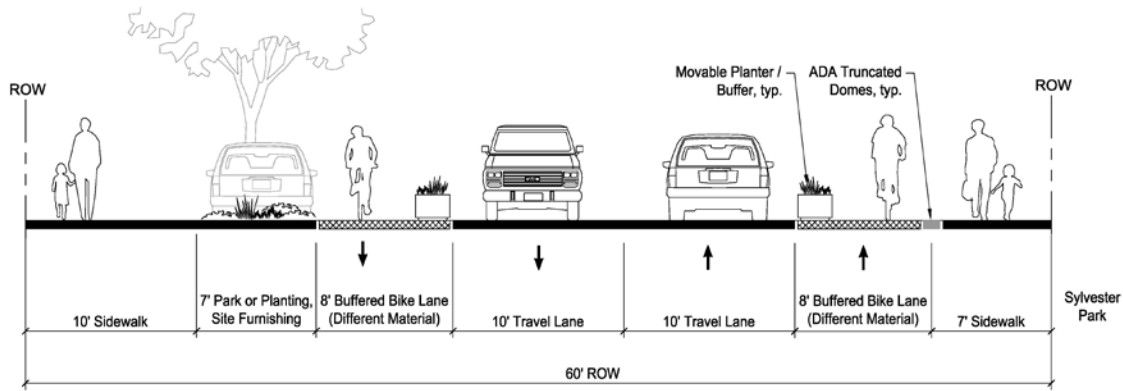 ROW
Movable Planter /
Buffer, typ.
ADA Truncated
Domes, typ.
ROW
10' Sidewalk
7' Park or Planting,
Site Furnishing
8' Buffered Bike Lane
(Different Material)
10' Travel Lane
10' Travel Lane
8' Buffered Bike Lane
(Different Material)
7' Sidewalk
Sylvester
Park
60' ROW